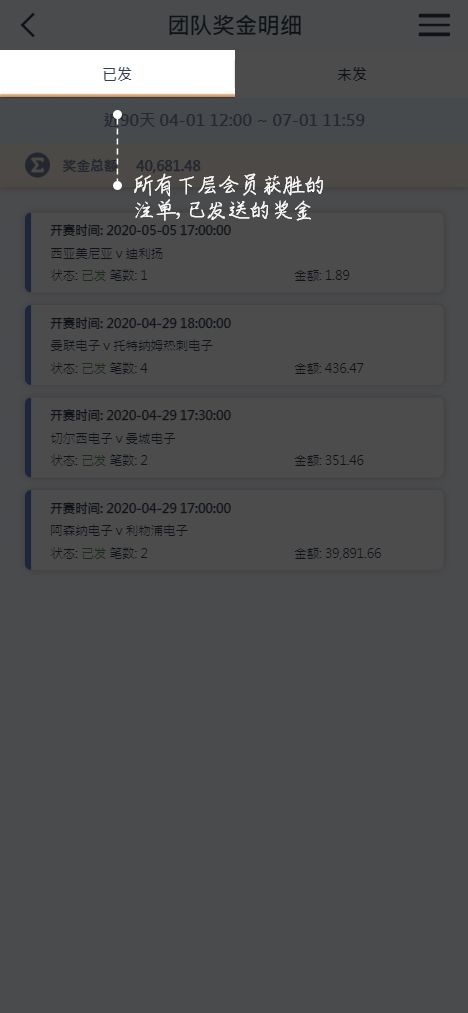 团队奖金明细
已发
未发
近90天 04-01 12:00 ~ 07-01 11:59
奖金总额 40,681.48
所有下层会员获胜的
注单,已发送的奖金
开赛时间: 2020-05-05 17:00:00
西亚美尼亚 v 迪利扬
状态: 已发 笔数: 1 金额: 1.89
开赛时间: 2020-04-29 18:00:00
曼联电子 v 托特纳姆热刺电子
状态: 已发 笔数: 4 金额: 436.47
开赛时间: 2020-04-29 17:30:00
切尔西电子 v 曼城电子
状态: 已发 笔数: 2 金额: 351.46
开赛时间: 2020-04-29 17:00:00
阿森纳电子 v 利物浦电子
状态: 已发 笔数: 2 金额: 39,891.66